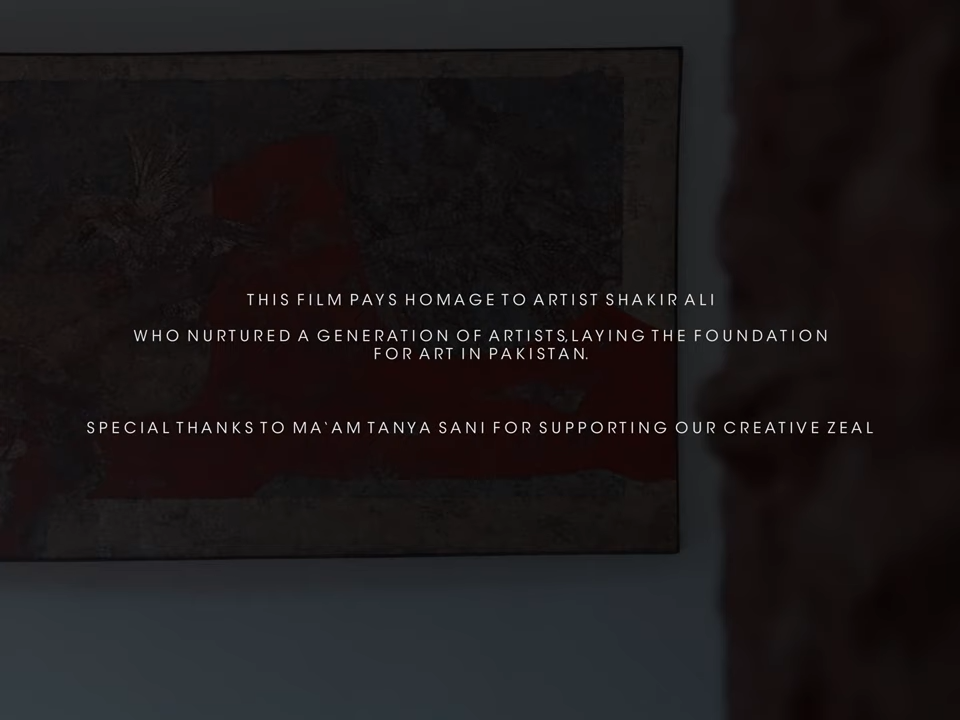 THIS FILM PAYS HOMAGE TO ARTIST SHAKIR ALI
WHO NURTURED A GENERATION OF ARTISTS,LAYING THE FOUNDATION
FOR ART IN PAKISTAN.
SPECIAL THANKS TO MA`AM TANYA SANI FOR SUPPORTING OUR CREATIVE ZEAL